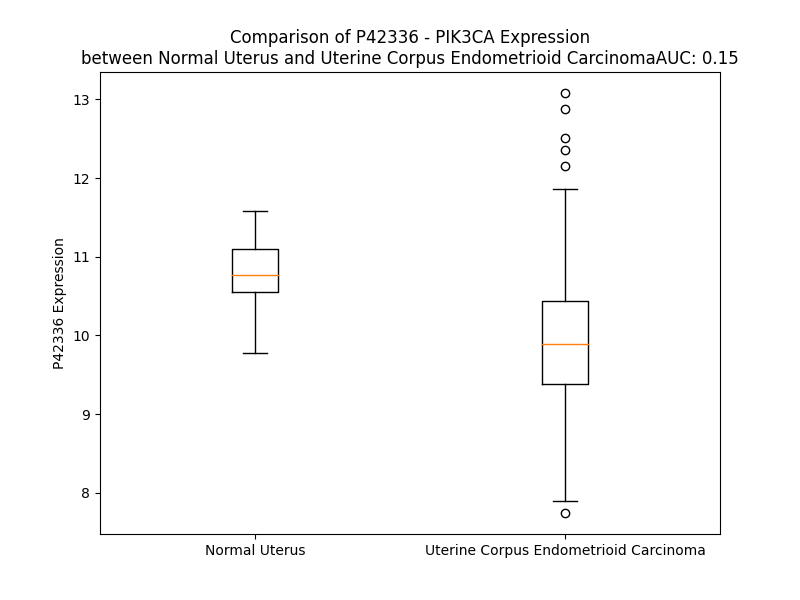 Comparison of P42336 - PIK3CA Expression
between Normal Uterus and Uterine Corpus Endometrioid CarcinomaAUC: 0.15
13
12
11
10
9
8
P42336 Expression
Normal Uterus
Uterine Corpus Endometrioid Carcinoma